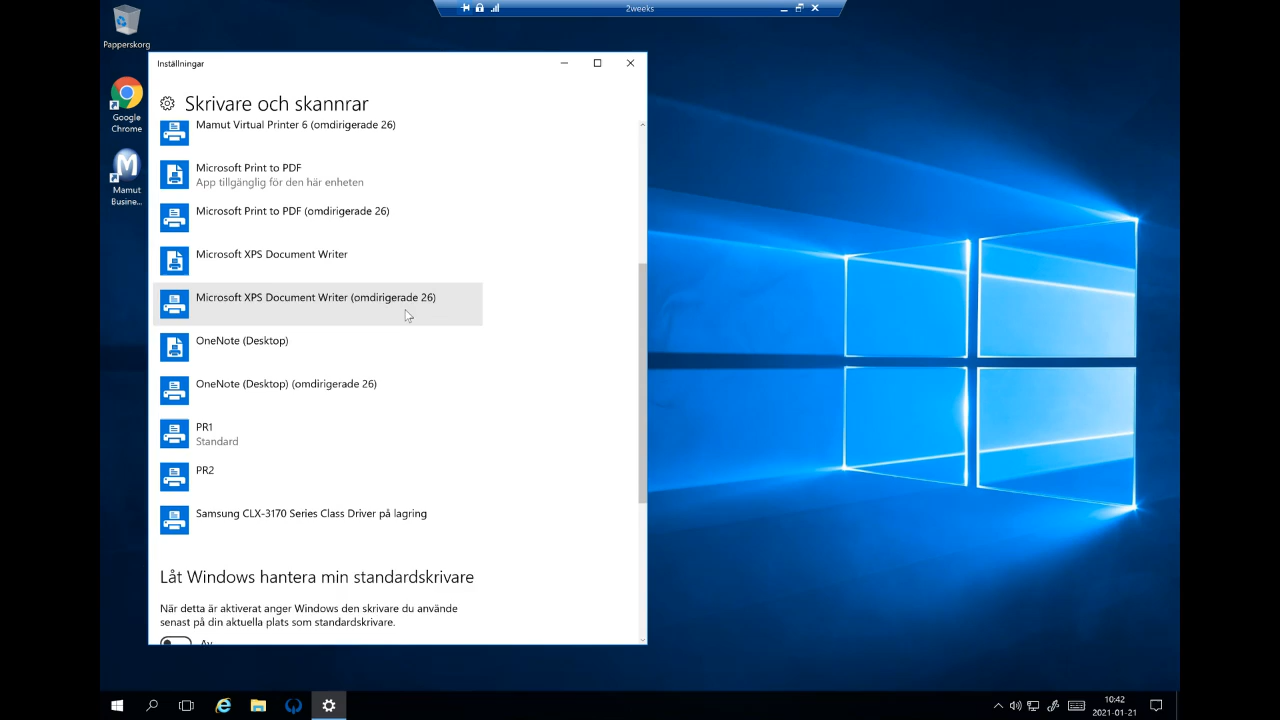 2weeks
Papperskorg
Google
Chrome
Mamut
Busine...
Inställningar
Skrivare och skannrar
Mamut Virtual Printer 6 (omdirigerade 26)
Microsoft Print to PDF
App tillgänglig för den här enheten
Microsoft Print to PDF (omdirigerade 26)
Microsoft XPS Document Writer
Microsoft XPS Document Writer (omdirigerade 26)
OneNote (Desktop)
OneNote (Desktop) (omdirigerade 26)
PR1
Standard
PR2
Samsung CLX-3170 Series Class Driver på lagring
Låt Windows hantera min standardskrivare
När detta är aktiverat anger Windows den skrivare du använde
senast på din aktuella plats som standardskrivare.
Av
10:42
2021-01-21